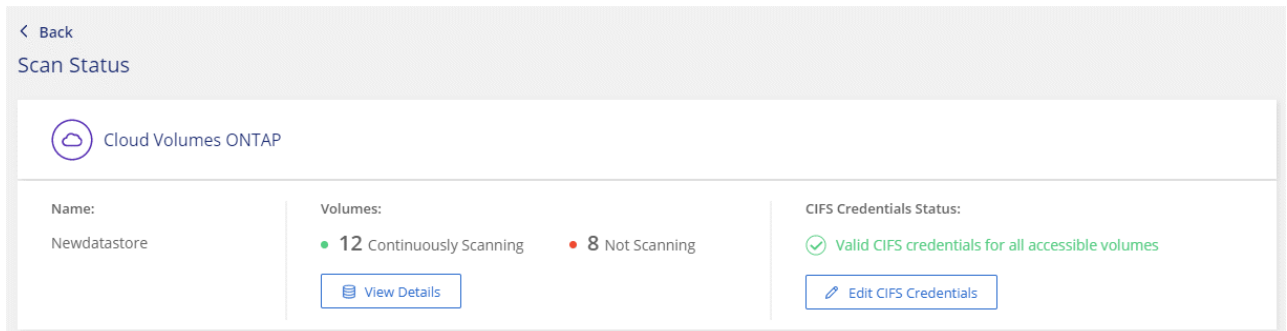 Back
Scan Status
Cloud Volumes ONTAP
Name:
Newdatastore
Volumes:
12 Continuously Scanning
8 Not Scanning
View Details
CIFS Credentials Status:
Valid CIFS credentials for all accessible volumes
Edit CIFS Credentials